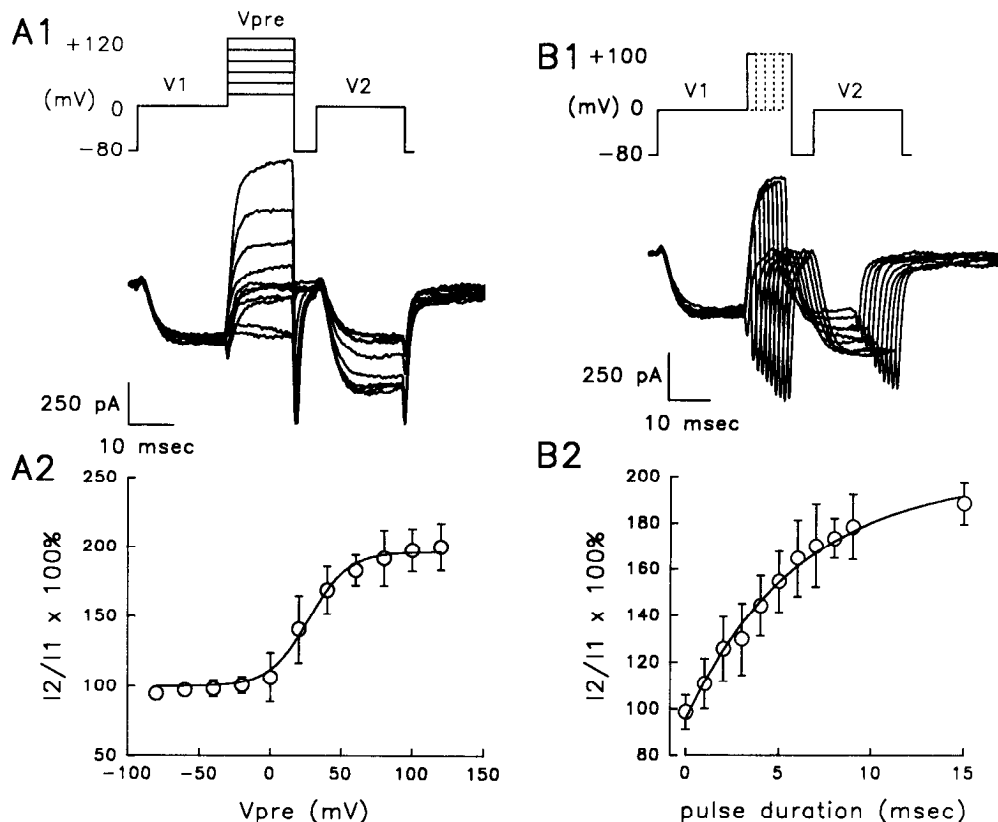 A1
Vpre
+120
V1
V2
(mV)
0
-80
250 pA
10 msec
B1
+100
V1
V2
(mV)
0
-80
250 pA
10 msec
A2
250
200
150
100
50
I2/I1 x 100%
-100
-50
0
50
100
150
Vpre (mV)
B2
200
180
160
140
120
100
80
I2/I1 x 100%
0
5
10
15
pulse duration (msec)